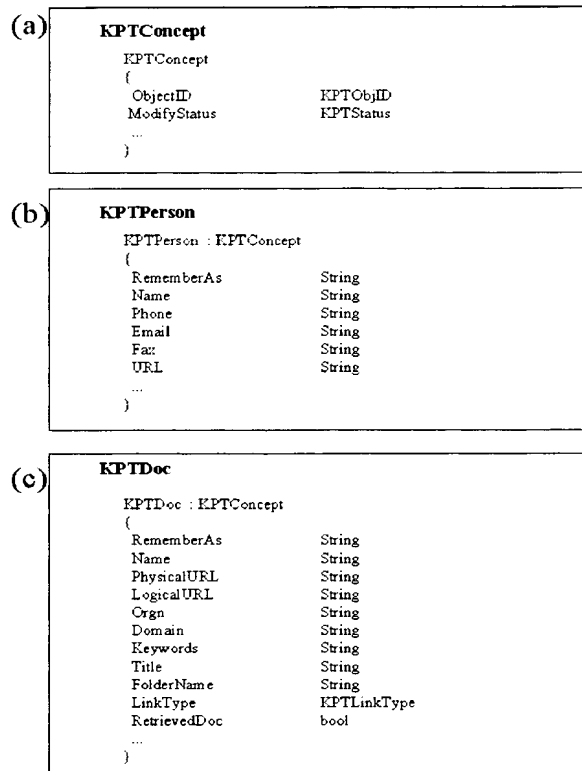 (a)
KPTConcept
KPTConcept
{
ObjectID KPTObjID
ModifyStatus KPTStatus
...
}
(b)
KPTPerson
KPTPerson : KPTConcept
{
RememberAs String
Name String
Phone String
Email String
Fax String
URL String
...
}
(c)
KPTDoc
KPTDoc : KPTConcept
{
RememberAs String
Name String
PhysicalURL String
LogicalURL String
Orgn String
Domain String
Keywords String
Title String
FolderName String
LinkType KPTLinkType
RetrievedDoc bool
...
}